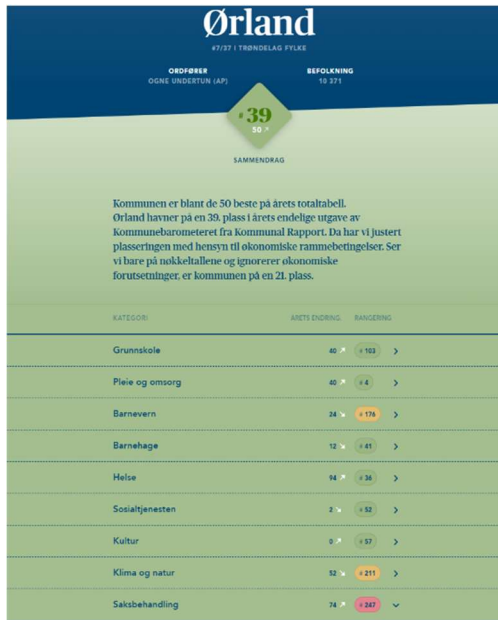 Ørland
#7/37 | TRØNDELAG FYLKE
ORDFØRER BEFOLKNING
OGNE UNDERTUN (AP) 10 371
#39
50 ↗
SAMMENDRAG
Kommunen er blant de 50 beste på årets totaltabell.
Ørland havner på en 39. plass i årets endelige utgave av
Kommunebarometeret fra Kommunal Rapport. Da har vi justert
plasseringen med hensyn til økonomiske rammebetingelser. Ser
vi bare på nøkkeltallene og ignorerer økonomiske
forutsetninger, er kommunen på en 21. plass.
KATEGORI ÅRETS ENDRING RANGERING
Grunnskole 40 ↗ #103
Pleie og omsorg 40 ↗ #4
Barnevern 24 ↘ #176
Barnehage 12 ↘ #41
Helse 94 ↗ #36
Sosialtjenesten 2 ↘ #52
Kultur 0 ↗ #57
Klima og natur 52 ↘ #211
Saksbehandling 74 ↗ #247